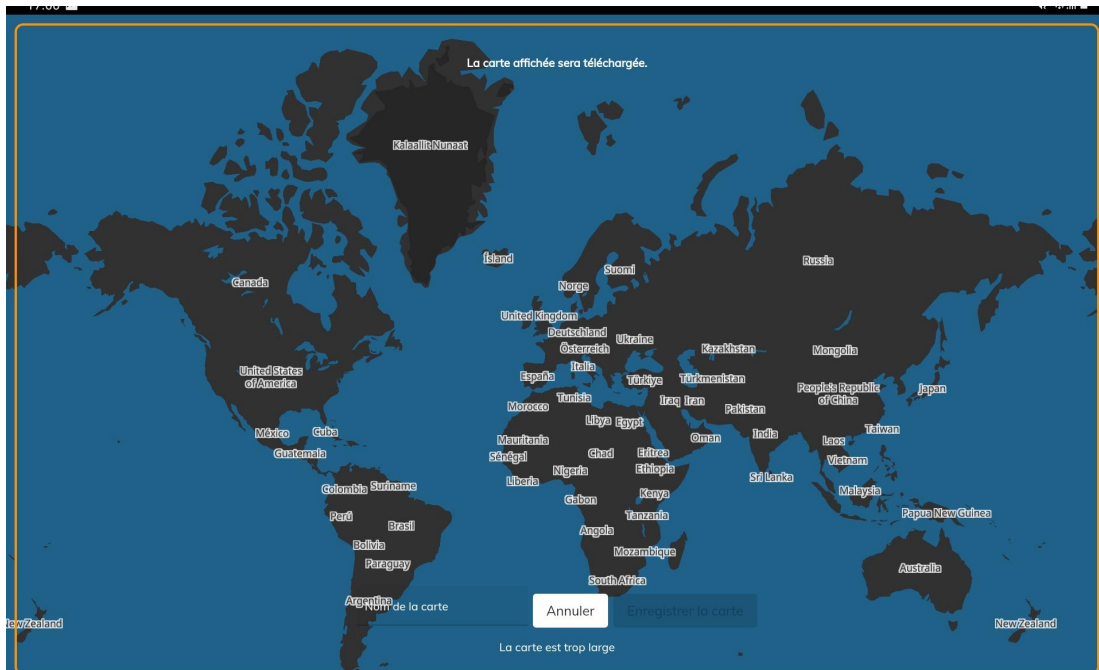 La carte affichée sera téléchargée.
Kalaallit Nunaat
Ísland
Suomi
Russia
Canada
Norge
United Kingdom
Deutschland
Ukraine
Österreich
Kazakhstan
Mongolia
Italia
United States
of America
España
Türkiye
Türkmenistan
People's Republic
of China
Japan
Morocco
Tunisia
Iraq
Iran
Pakistan
Libya
Egypt
México
Cuba
Mauritania
Oman
India
Taiwan
Laos
Guatemala
Sénégal
Chad
Eritrea
Vietnam
Nigeria
Ethiopia
Liberia
Sri Lanka
Colombia
Suriname
Kenya
Malaysia
Gabon
Perú
Brasil
Tanzania
Papua New Guinea
Angola
Bolivia
Mozambique
Paraguay
Australia
South Africa
Argentina
Nom de la carte
Annuler
Enregistrer la carte
New Zealand
New Zealand
La carte est trop large